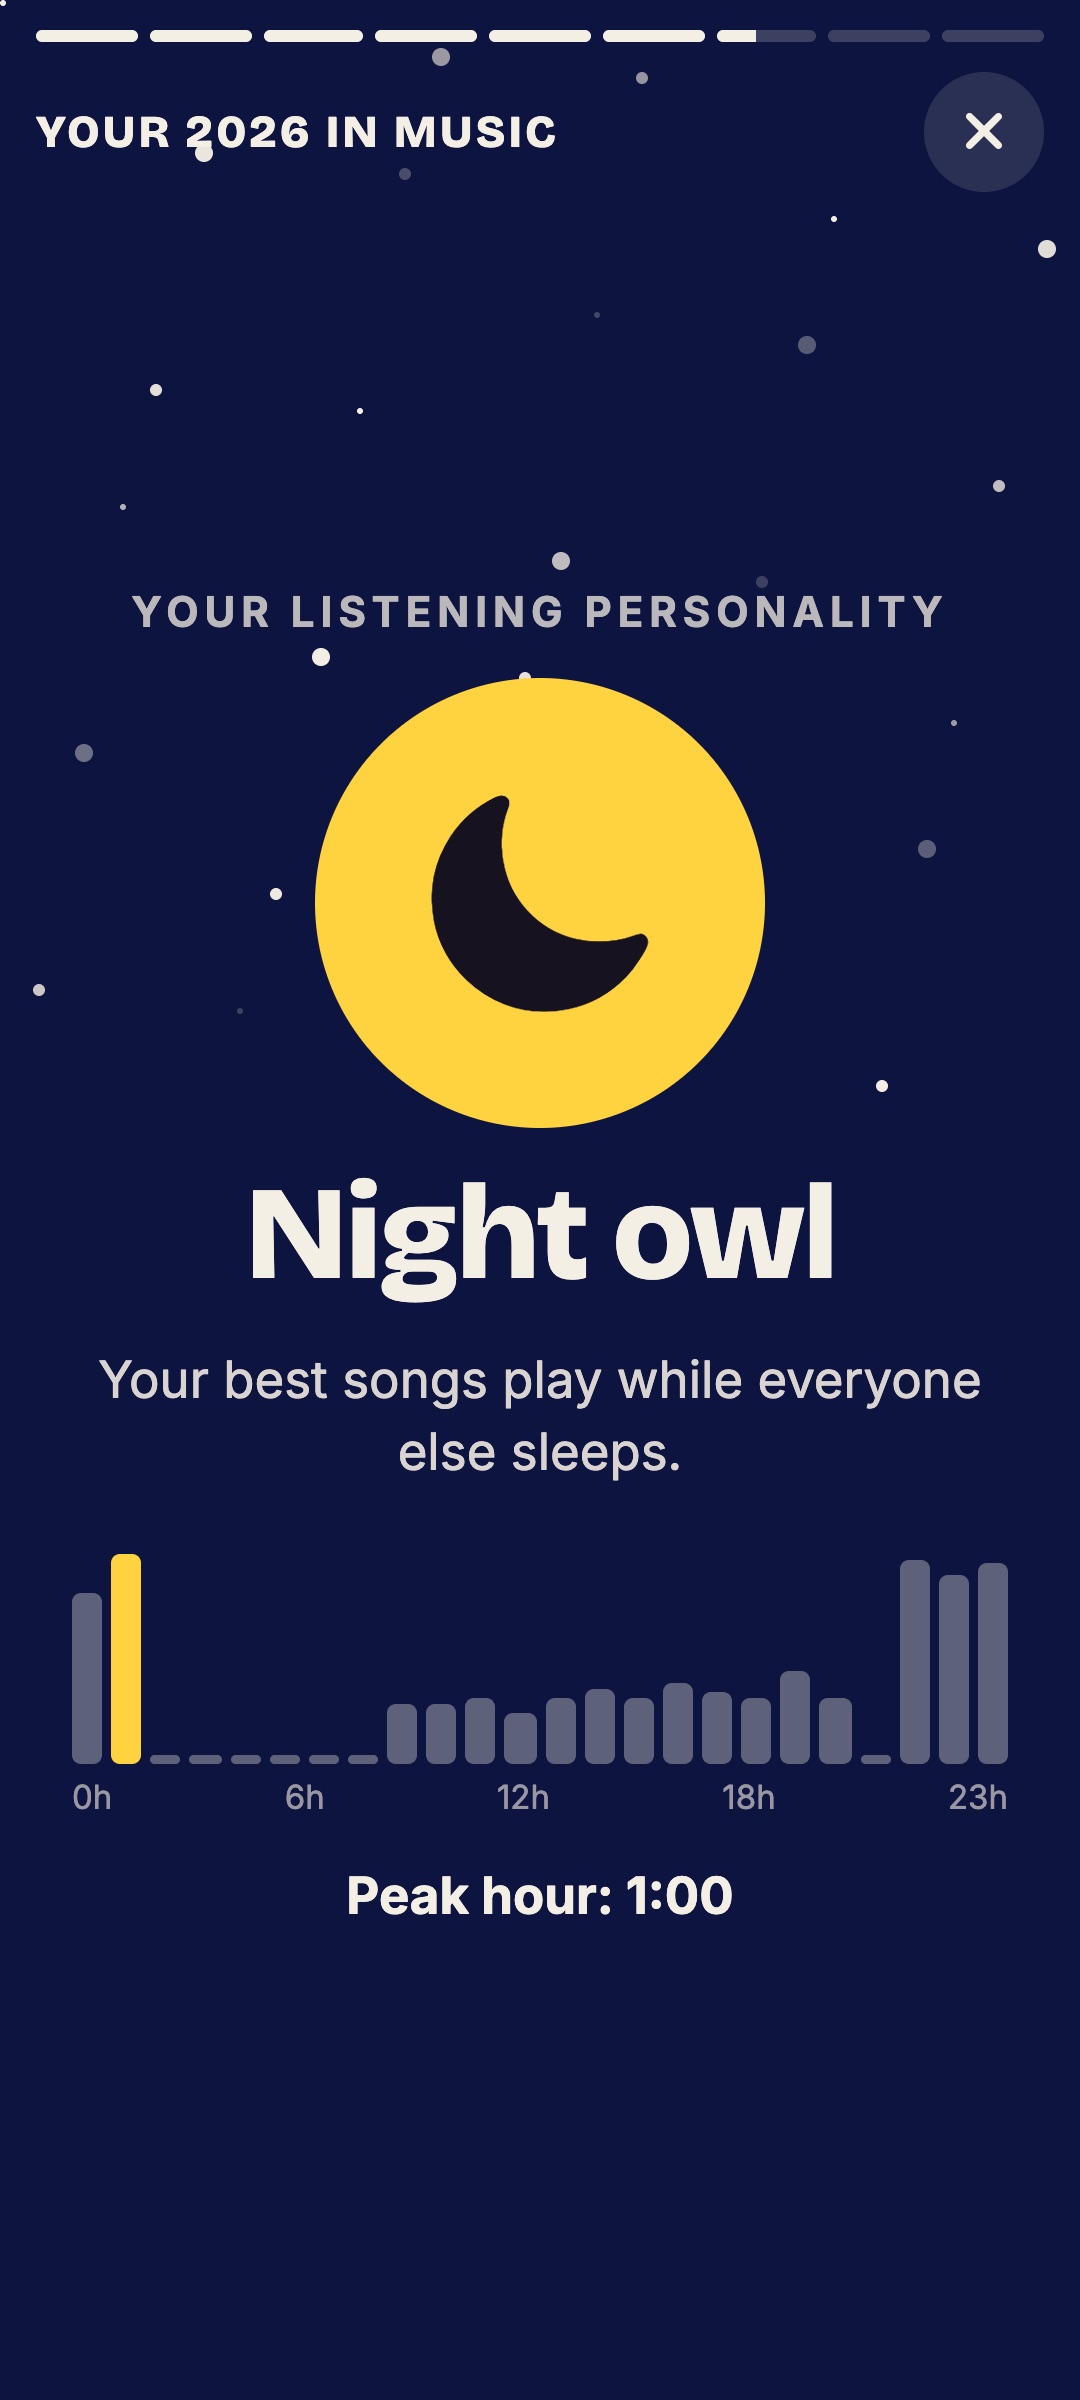 YOUR 2026 IN MUSIC
YOUR LISTENING PERSONALITY
Night owl
Your best songs play while everyone
else sleeps.
0h 6h 12h 18h 23h
Peak hour: 1:00